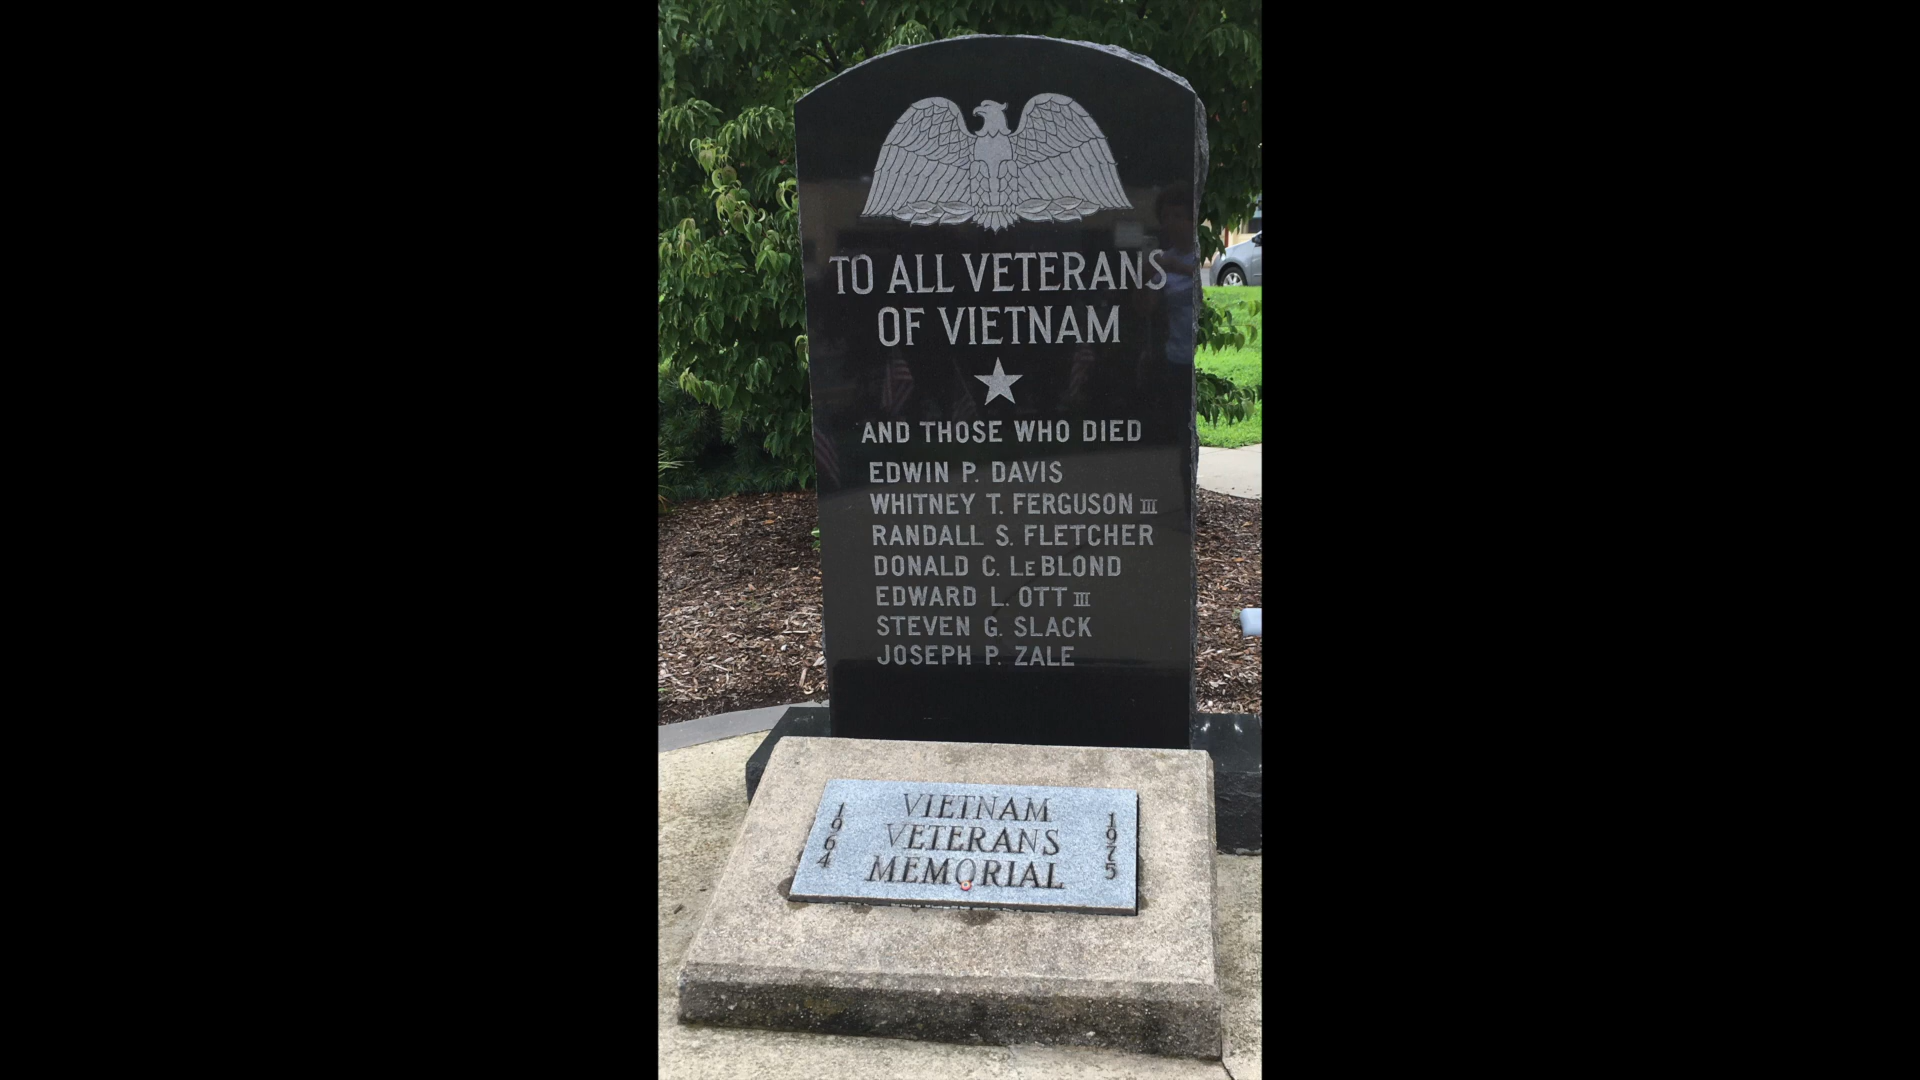 TO ALL VETERANS
OF VIETNAM
AND THOSE WHO DIED
EDWIN P. DAVIS
WHITNEY T. FERGUSON III
RANDALL S. FLETCHER
DONALD C. LeBLOND
EDWARD L. OTT III
STEVEN G. SLACK
JOSEPH P. ZALE
1964
VIETNAM
VETERANS
MEMORIAL
1975